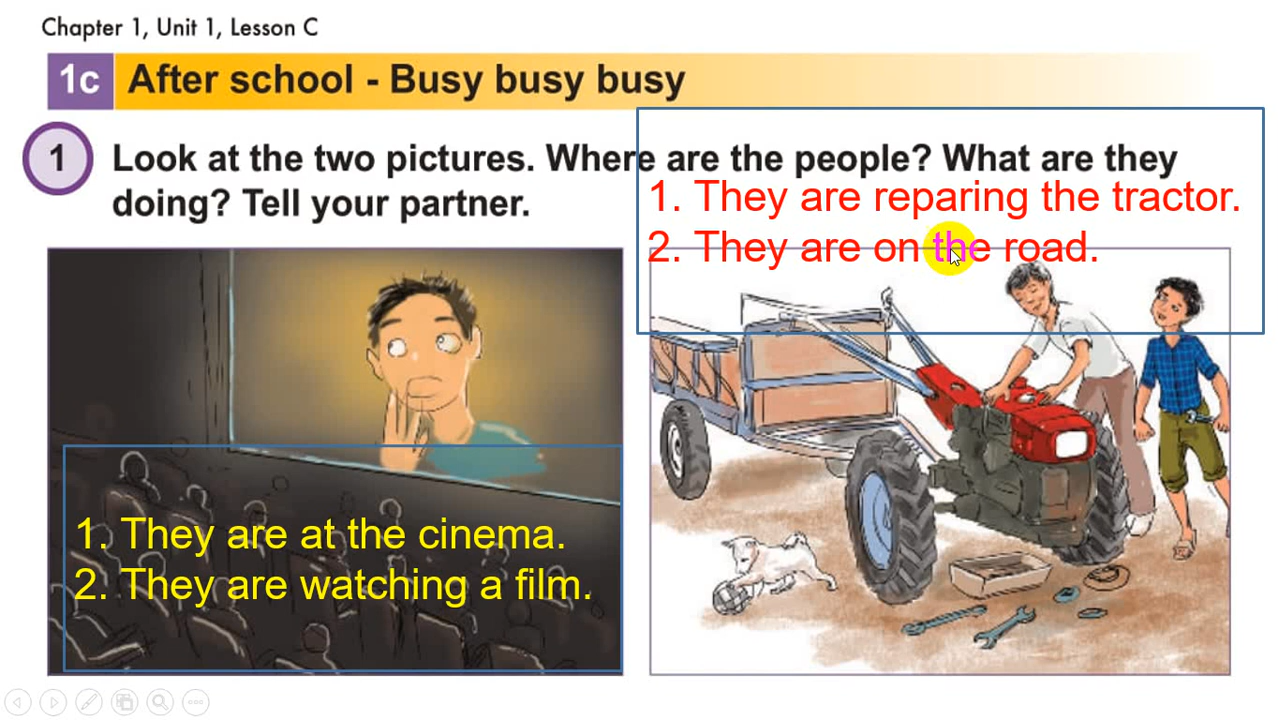 Chapter 1, Unit 1, Lesson C
1c After school - Busy busy busy
1 Look at the two pictures. Where are the people? What are they
doing? Tell your partner.
1. They are reparing the tractor.
2. They are on the road.
1. They are at the cinema.
2. They are watching a film.